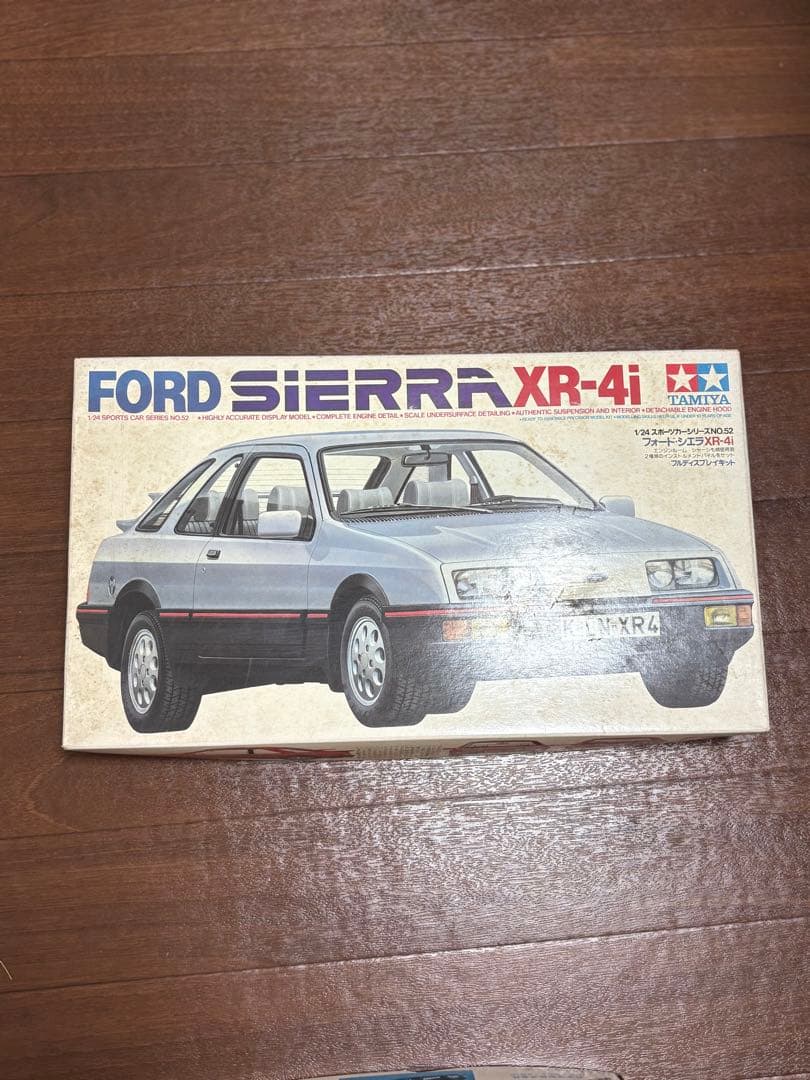 FORD SiERRA XR-4i
TAMIYA
1/24 SPORTS CAR SERIES NO.52 • HIGHLY ACCURATE DISPLAY MODEL • COMPLETE ENGINE DETAIL • SCALE UNDERSURFACE DETAILING • AUTHENTIC SUSPENSION AND INTERIOR • DETACHABLE ENGINE HOOD
1/24 スポーツカーシリーズNO.52
フォード・シエラXR-4i
フルディスプレイキット
XR4